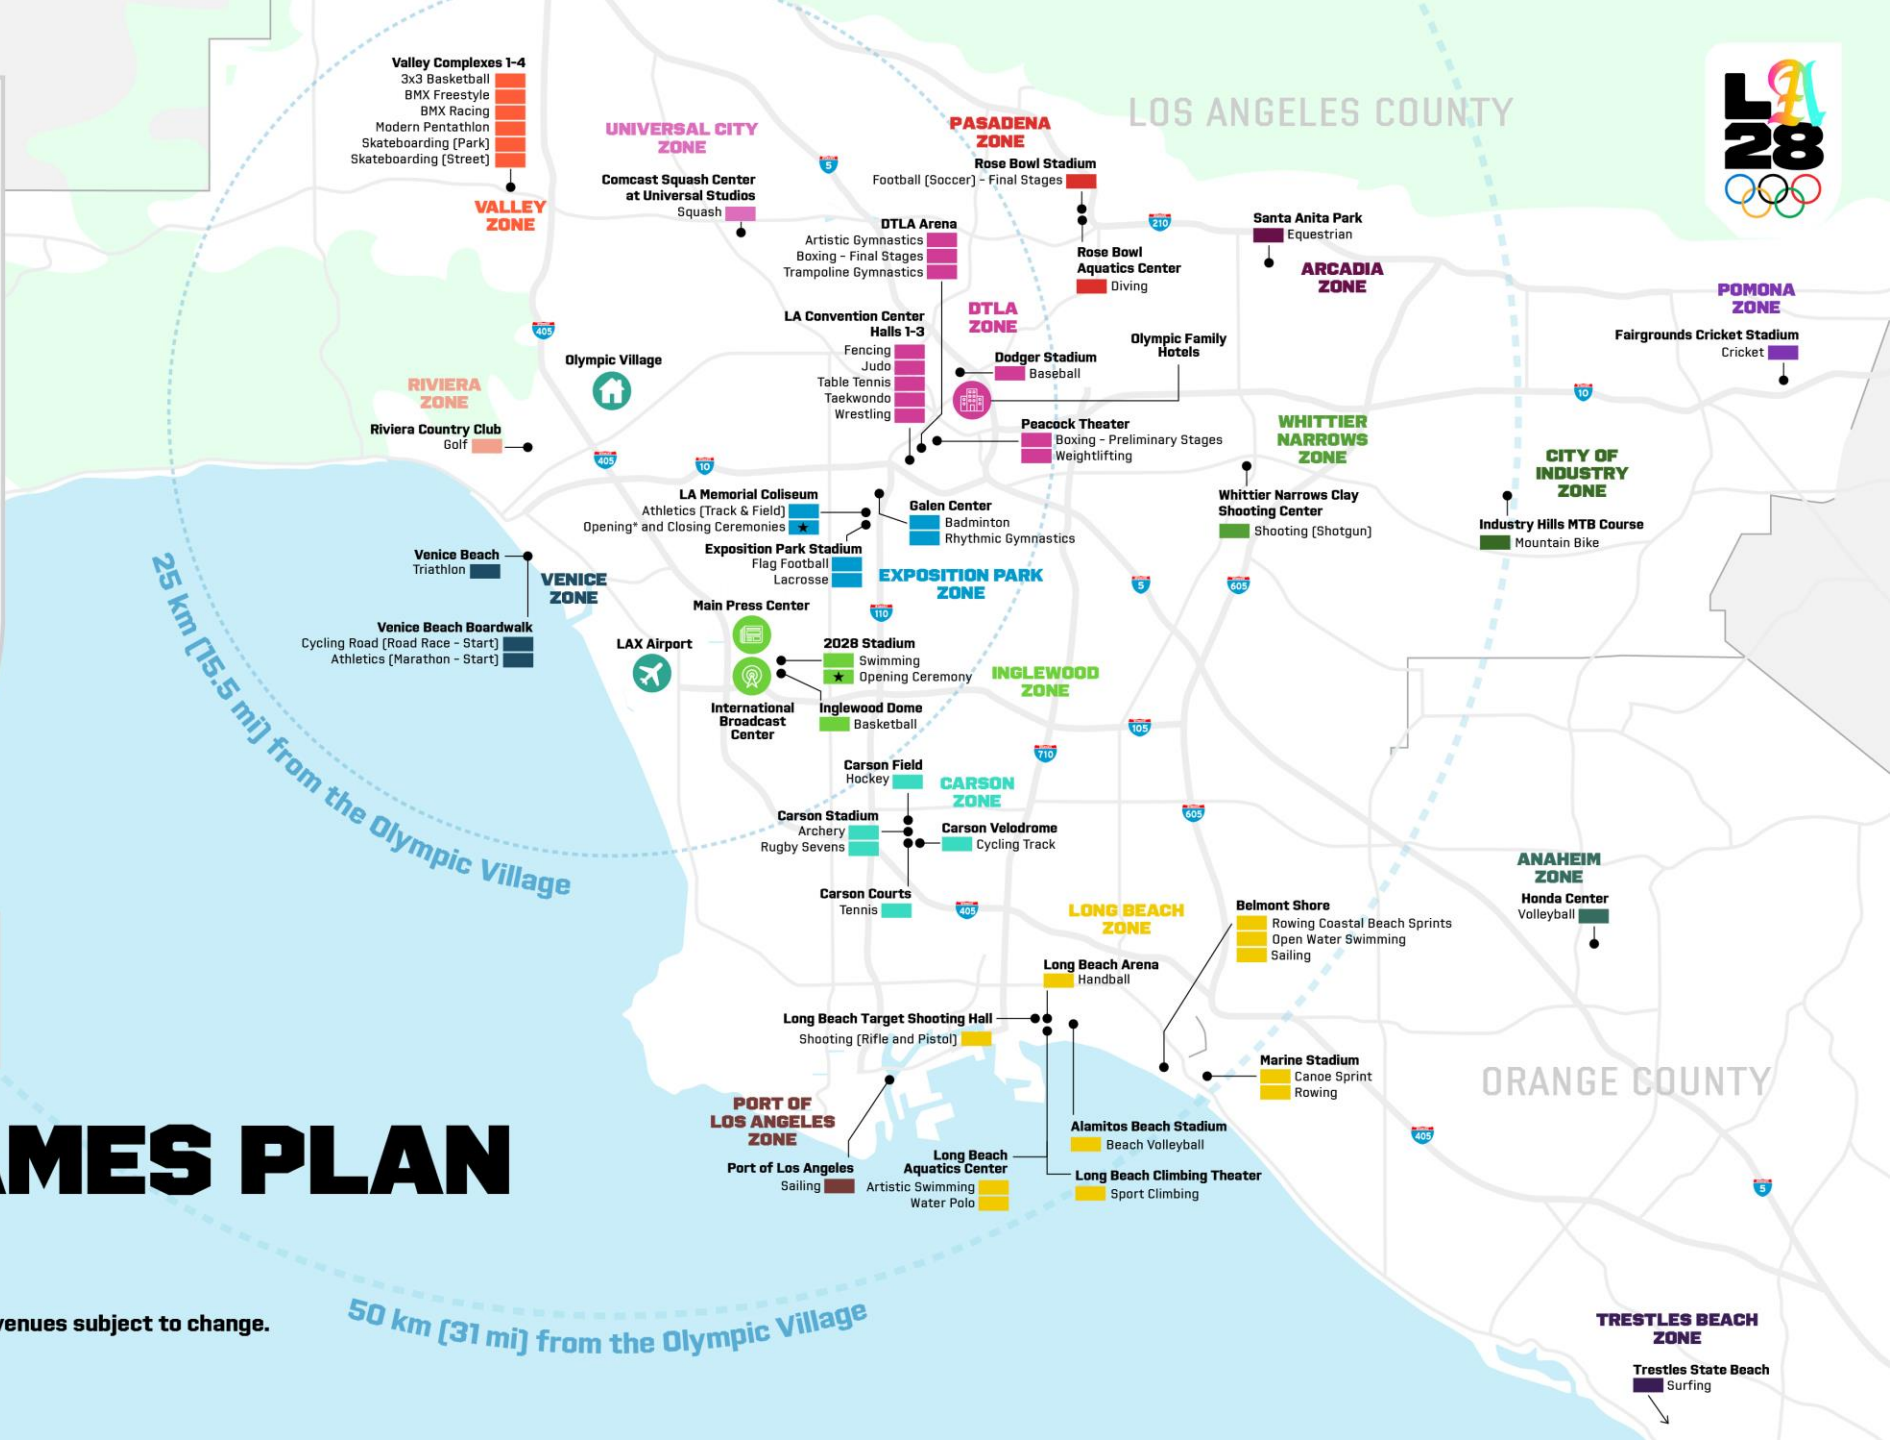 Valley Complexes 1-4
3x3 Basketball
BMX Freestyle
BMX Racing
Modern Pentathlon
Skateboarding (Park)
Skateboarding (Street)
VALLEY
ZONE
UNIVERSAL CITY
ZONE
Comcast Squash Center
at Universal Studios
Squash
5
PASADENA
ZONE
Rose Bowl Stadium
Football (Soccer) - Final Stages
Rose Bowl
Aquatics Center
Diving
LOS ANGELES COUNTY
LA
28
210
Santa Anita Park
Equestrian
ARCADIA
ZONE
POMONA
ZONE
Fairgrounds Cricket Stadium
Cricket
DTLA Arena
Artistic Gymnastics
Boxing - Final Stages
Trampoline Gymnastics
DTLA
ZONE
LA Convention Center
Halls 1-3
Fencing
Judo
Table Tennis
Taekwondo
Wrestling
Dodger Stadium
Baseball
Olympic Family
Hotels
Peacock Theater
Boxing - Preliminary Stages
Weightlifting
405
Olympic Village
RIVIERA
ZONE
Riviera Country Club
Golf
405
10
10
WHITTIER
NARROWS
ZONE
Whittier Narrows Clay
Shooting Center
Shooting (Shotgun)
CITY OF
INDUSTRY
ZONE
Industry Hills MTB Course
Mountain Bike
LA Memorial Coliseum
Athletics (Track & Field)
Opening* and Closing Ceremonies
Exposition Park Stadium
Flag Football
Lacrosse
Galen Center
Badminton
Rhythmic Gymnastics
EXPOSITION PARK
ZONE
Venice Beach
Triathlon
VENICE
ZONE
Venice Beach Boardwalk
Cycling Road (Road Race - Start)
Athletics (Marathon - Start)
5
605
110
Main Press Center
LAX Airport
International
Broadcast
Center
2028 Stadium
Swimming
Opening Ceremony
Inglewood Dome
Basketball
INGLEWOOD
ZONE
105
710
605
25 km (15.5 mi) from the Olympic Village
Carson Field
Hockey
CARSON
ZONE
Carson Stadium
Archery
Rugby Sevens
Carson Velodrome
Cycling Track
Carson Courts
Tennis
405
ANAHEIM
ZONE
Honda Center
Volleyball
LONG BEACH
ZONE
Belmont Shore
Rowing Coastal Beach Sprints
Open Water Swimming
Sailing
Long Beach Arena
Handball
Long Beach Target Shooting Hall
Shooting (Rifle and Pistol)
Marine Stadium
Canoe Sprint
Rowing
ORANGE COUNTY
PORT OF
LOS ANGELES
ZONE
Port of Los Angeles
Sailing
Long Beach
Aquatics Center
Artistic Swimming
Water Polo
Alamitos Beach Stadium
Beach Volleyball
Long Beach Climbing Theater
Sport Climbing
405
5
AMES PLAN
venues subject to change.
50 km (31 mi) from the Olympic Village
TRESTLES BEACH
ZONE
Trestles State Beach
Surfing